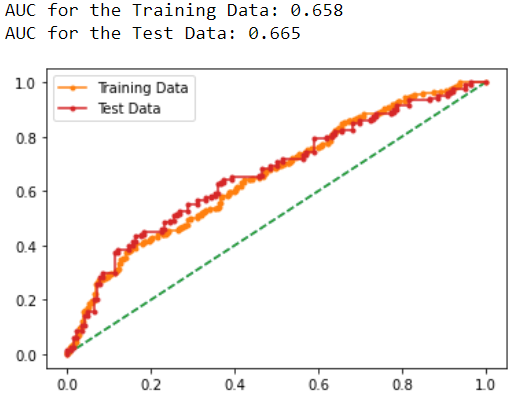 AUC for the Training Data: 0.658
AUC for the Test Data: 0.665
1.0
Training Data
Test Data
0.8
0.6
0.4
0.2
0.0
0.0 0.2 0.4 0.6 0.8 1.0